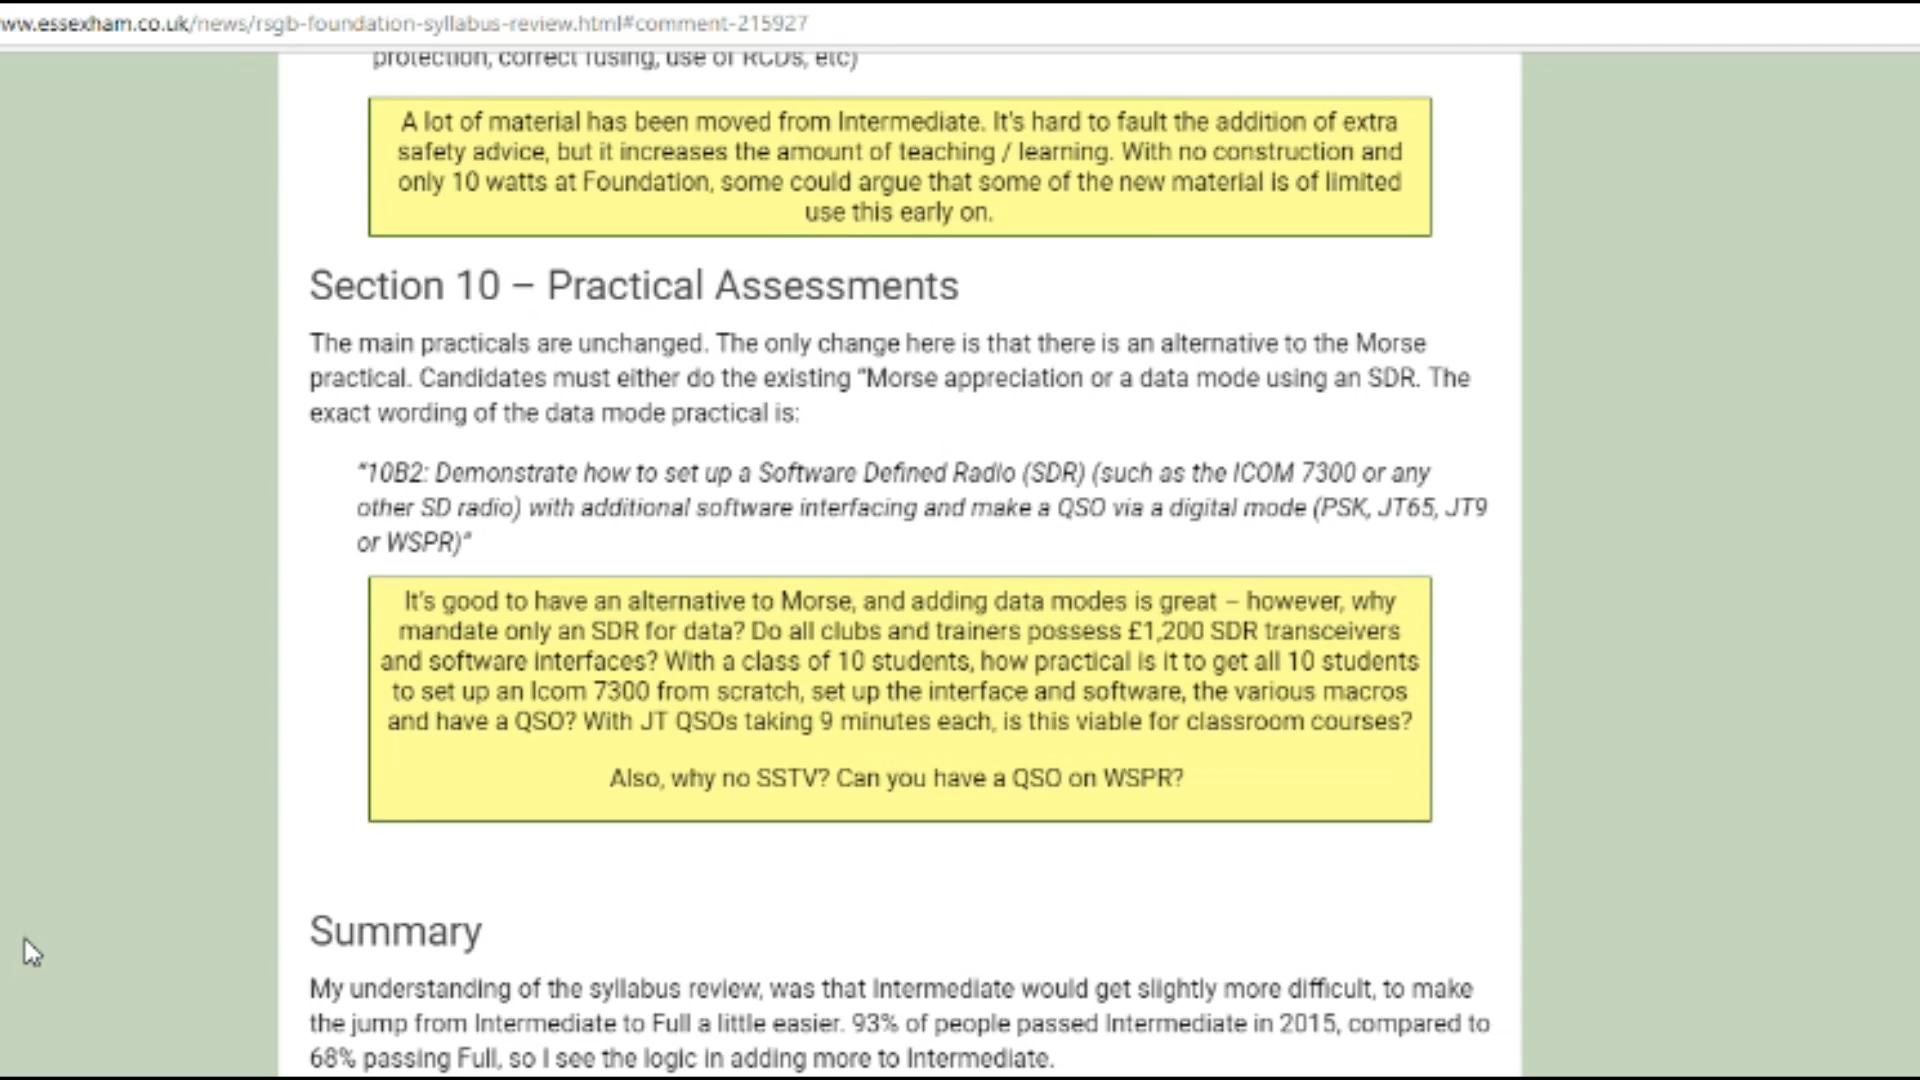 ww.essexham.co.uk/news/rsgb-foundation-syllabus-review.html#comment-215927
protection, correct fusing, use of RCDs, etc)
A lot of material has been moved from Intermediate. It's hard to fault the addition of extra
safety advice, but it increases the amount of teaching / learning. With no construction and
only 10 watts at Foundation, some could argue that some of the new material is of limited
use this early on.
Section 10 – Practical Assessments
The main practicals are unchanged. The only change here is that there is an alternative to the Morse
practical. Candidates must either do the existing “Morse appreciation or a data mode using an SDR. The
exact wording of the data mode practical is:
“10B2: Demonstrate how to set up a Software Defined Radio (SDR) (such as the ICOM 7300 or any
other SD radio) with additional software interfacing and make a QSO via a digital mode (PSK, JT65, JT9
or WSPR)“
It's good to have an alternative to Morse, and adding data modes is great – however, why
mandate only an SDR for data? Do all clubs and trainers possess £1,200 SDR transceivers
and software interfaces? With a class of 10 students, how practical is it to get all 10 students
to set up an Icom 7300 from scratch, set up the interface and software, the various macros
and have a QSO? With JT QSOs taking 9 minutes each, is this viable for classroom courses?
Also, why no SSTV? Can you have a QSO on WSPR?
Summary
My understanding of the syllabus review, was that Intermediate would get slightly more difficult, to make
the jump from Intermediate to Full a little easier. 93% of people passed Intermediate in 2015, compared to
68% passing Full, so I see the logic in adding more to Intermediate.